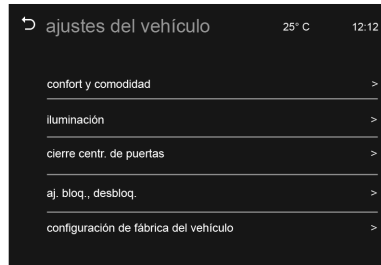 ajustes del vehículo 25° C 12:12
confort y comodidad >
iluminación >
cierre centr. de puertas >
aj. bloq., desbloq. >
configuración de fábrica del vehículo >